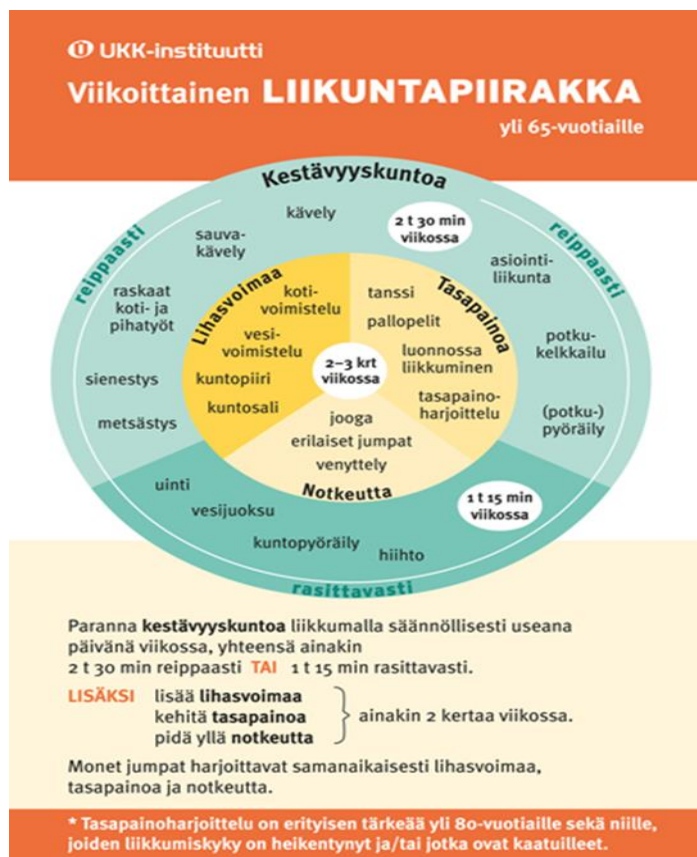 UKK-instituutti
Viikoittainen LIIKUNTAPIIRAKKA
yli 65-vuotiaille
Kestävyyskuntoa
reippaasti
kävely
2 t 30 min
viikossa
reippaasti
sauva-
kävely
asiointi-
liikunta
raskaat
koti- ja
pihatyöt
potku-
kelkkailu
sienestys
metsästys
(potku-)
pyöräily
Lihasvoimaa
koti-
voimistelu
vesi-
voimistelu
kuntopiiri
kuntosali
Tasapainoa
tanssi
pallopelit
luonnossa
liikkuminen
tasapaino-
harjoittelu
2–3 krt
viikossa
jooga
erilaiset jumpat
venyttely
Notkeutta
uinti
vesijuoksu
kuntopyöräily
hiihto
1 t 15 min
viikossa
rasittavasti
Paranna kestävyyskuntoa liikkumalla säännöllisesti useana
päivänä viikossa, yhteensä ainakin
2 t 30 min reippaasti TAI 1 t 15 min rasittavasti.
LISÄKSI lisää lihasvoimaa
kehitä tasapainoa
pidä yllä notkeutta
ainakin 2 kertaa viikossa.
Monet jumpat harjoittavat samanaikaisesti lihasvoimaa,
tasapainoa ja notkeutta.
* Tasapainoharjoittelu on erityisen tärkeää yli 80-vuotiaille sekä niille,
joiden liikkumiskyky on heikentynyt ja/tai jotka ovat kaatuilleet.